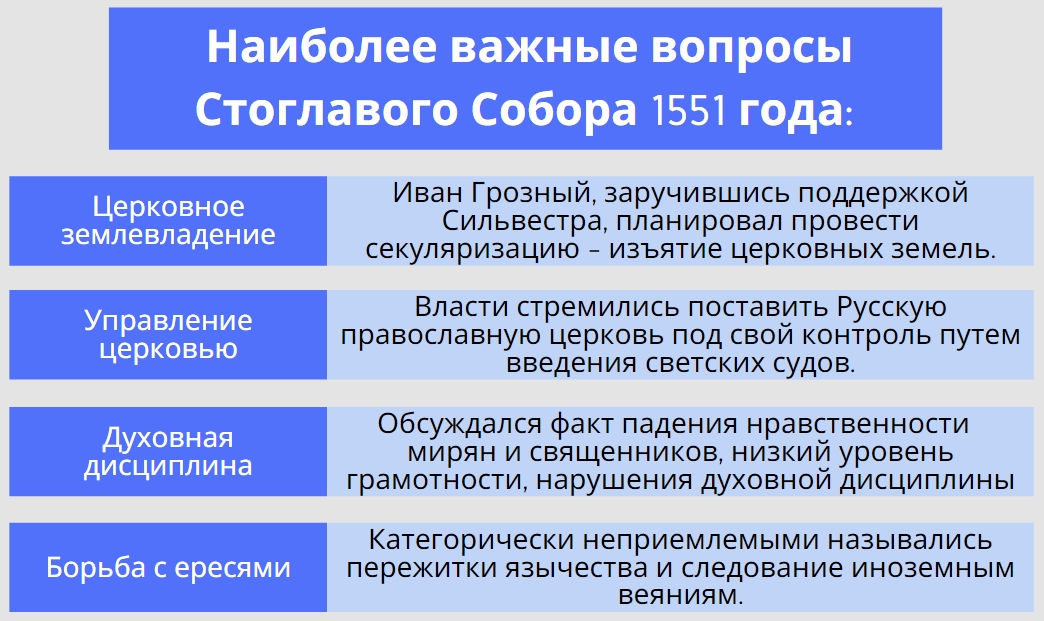 Наиболее важные вопросы
Стоглавого Собора 1551 года:
Церковное
землевладение
Иван Грозный, заручившись поддержкой
Сильвестра, планировал провести
секуляризацию – изъятие церковных земель.
Управление
церковью
Власти стремились поставить Русскую
православную церковь под свой контроль путем
введения светских судов.
Духовная
дисциплина
Обсуждался факт падения нравственности
мирян и священников, низкий уровень
грамотности, нарушения духовной дисциплины
Борьба с ересями
Категорически неприемлемыми назывались
пережитки язычества и следование иноземным
веяниям.